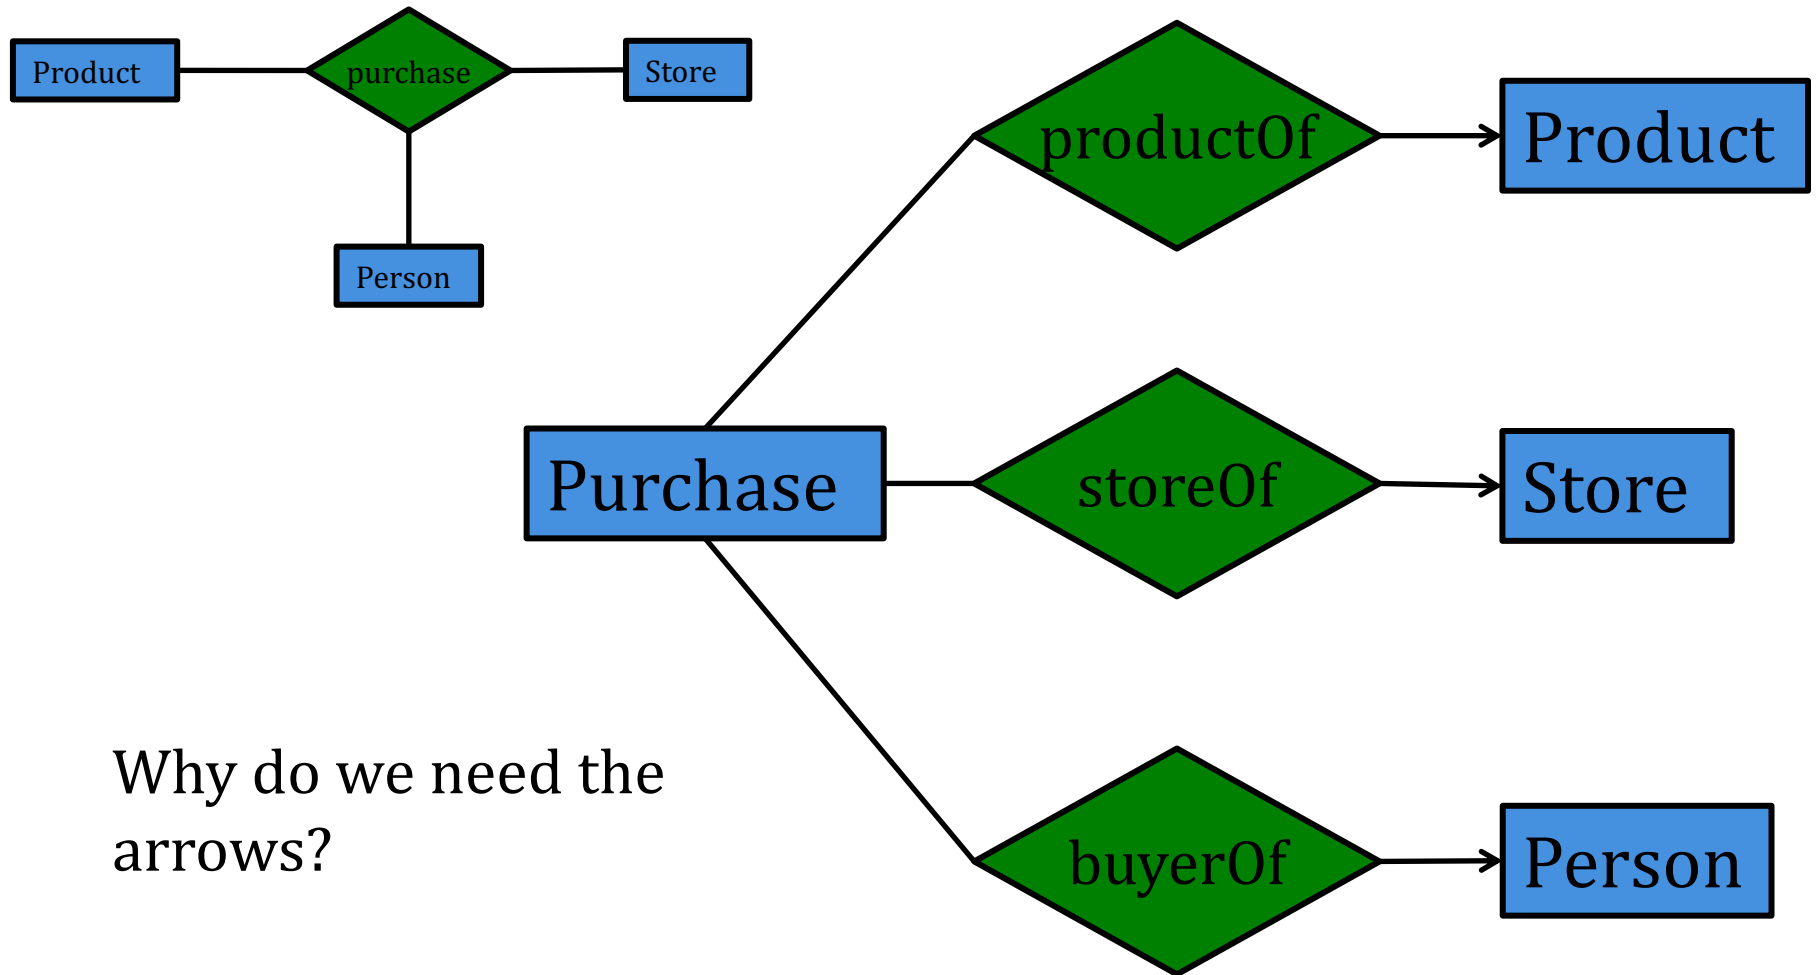 Product
purchase
Store
Person
productOf
Product
Purchase
storeOf
Store
Why do we need the
arrows?
buyerOf
Person